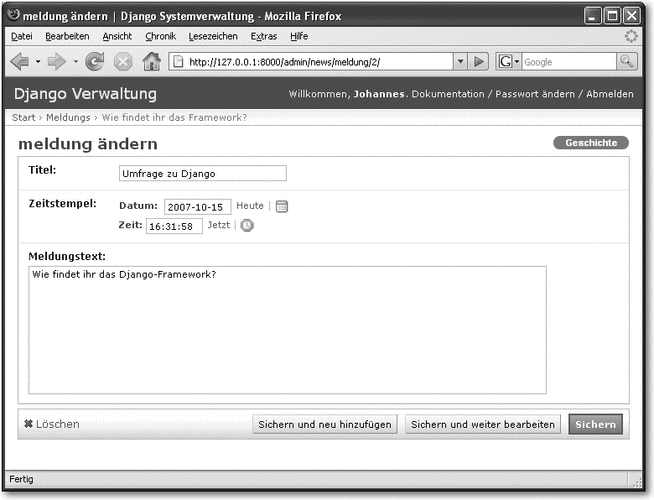 meldung ändern | Django Systemverwaltung - Mozilla Firefox
Datei Bearbeiten Ansicht Chronik Lesezeichen Extras Hilfe
http://127.0.0.1:8000/admin/news/meldung/2/ G Google
Django Verwaltung Willkommen, Johannes. Dokumentation / Passwort ändern / Abmelden
Start › Meldungs › Wie findet ihr das Framework?
meldung ändern Geschichte
Titel: Umfrage zu Django
Zeitstempel: Datum: 2007-10-15 Heute |
Zeit: 16:31:58 Jetzt |
Meldungstext:
Wie findet ihr das Django-Framework?
Löschen Sichern und neu hinzufügen Sichern und weiter bearbeiten Sichern
Fertig